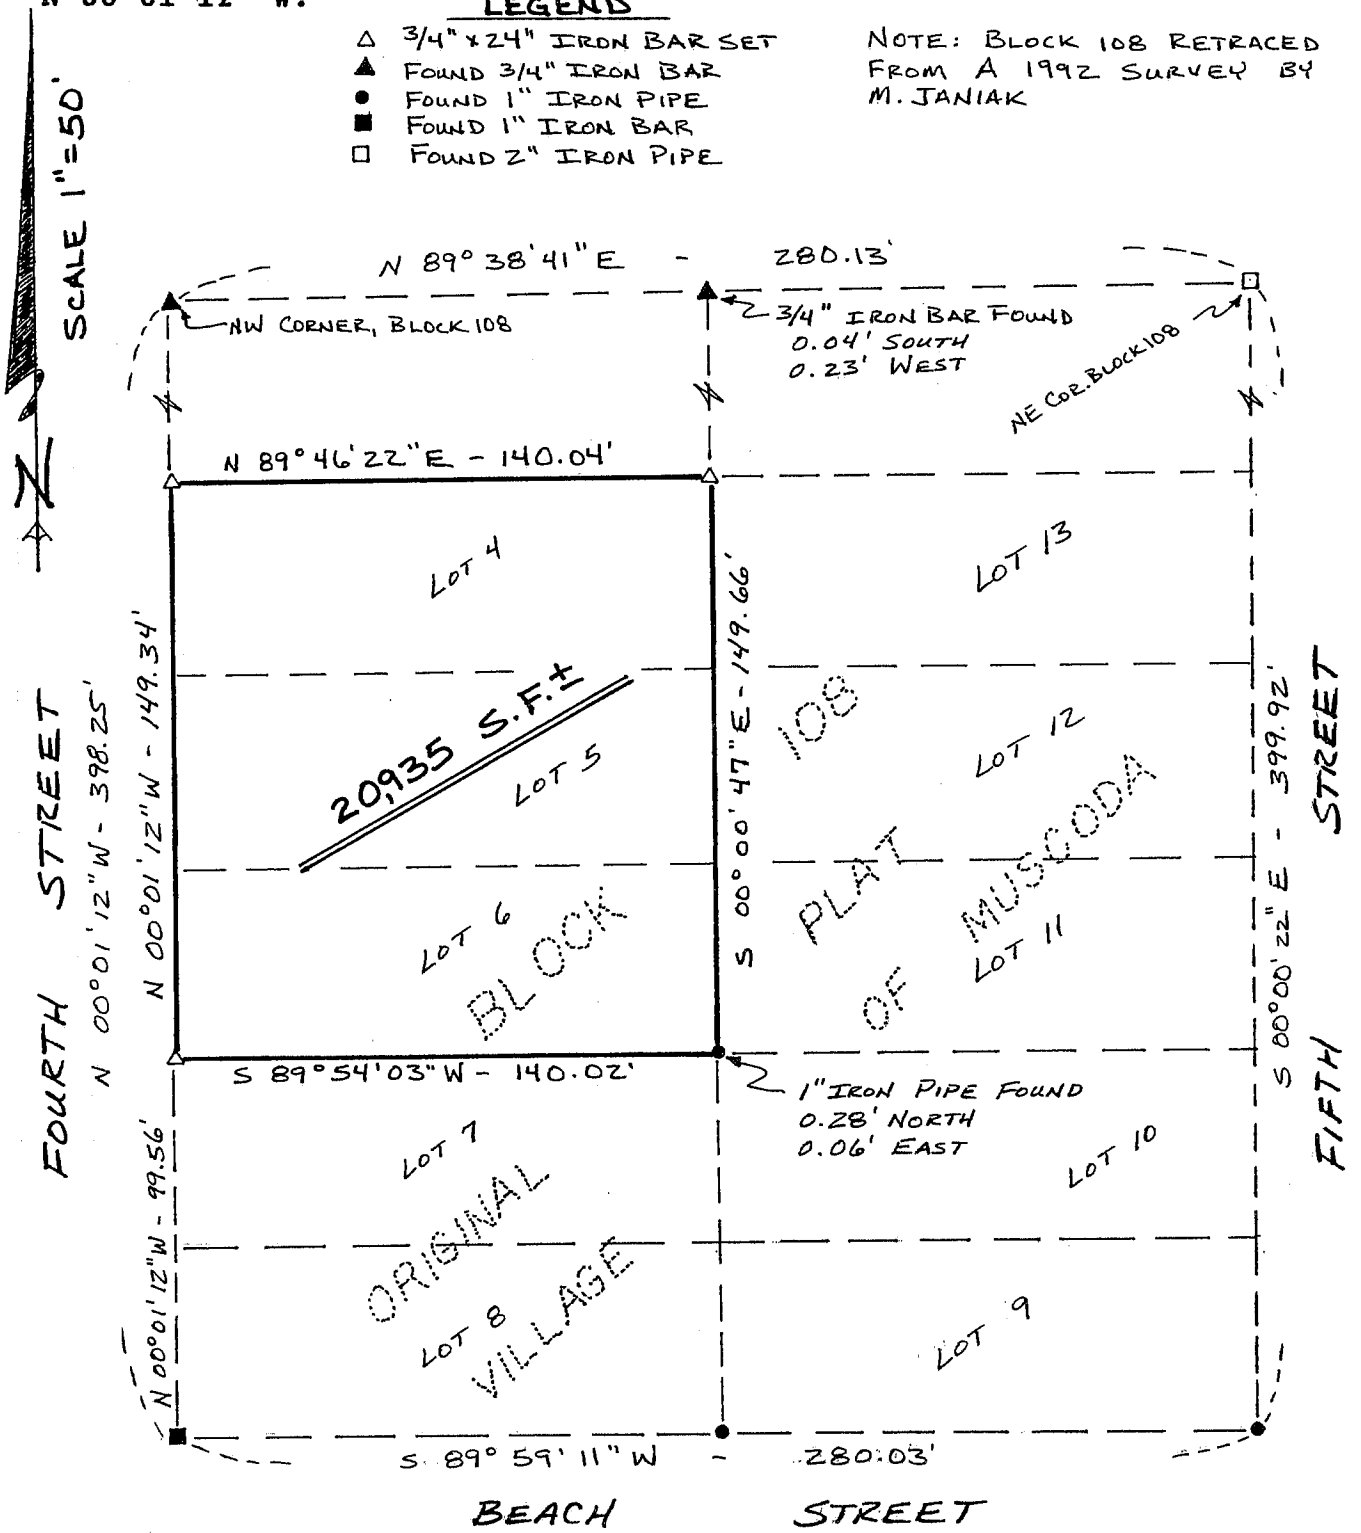 N 00°01'12" W.
LEGEND
3/4" x 24" IRON BAR SET
FOUND 3/4" IRON BAR
FOUND 1" IRON PIPE
FOUND 1" IRON BAR
FOUND 2" IRON PIPE
NOTE: BLOCK 108 RETRACED
FROM A 1992 SURVEY BY
M. JANIAK
SCALE 1"=50'
N
N 89°38'41" E - 280.13'
NW CORNER, BLOCK 108
3/4" IRON BAR FOUND
0.04' SOUTH
0.23' WEST
NE COR. BLOCK 108
N 89°46'22" E - 140.04'
LOT 4
LOT 13
N 00°01'12" W - 149.34'
S 00°00'47" E - 149.66'
20,935 S.F.±
LOT 5
LOT 12
LOT 6
LOT 11
BLOCK 108
PLAT OF MUSCODA
FOURTH STREET
N 00°01'12" W - 398.25'
S 00°00'22" E - 399.92'
FIFTH STREET
S 89°54'03" W - 140.02'
1" IRON PIPE FOUND
0.28' NORTH
0.06' EAST
LOT 7
LOT 10
ORIGINAL
VILLAGE
N 00°01'12" W - 99.56'
LOT 8
LOT 9
S 89°59'11" W - 280.03'
BEACH STREET